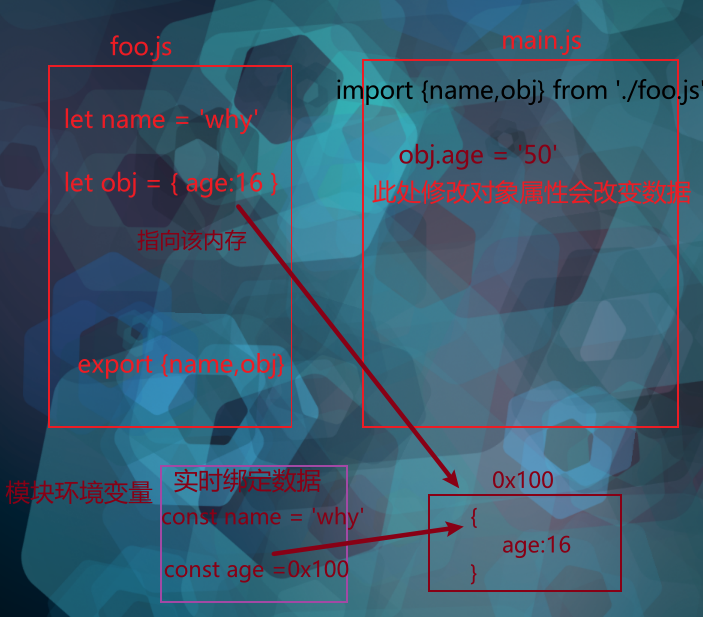 foo.js
let name = 'why'
let obj = { age:16 }
指向该内存
export {name,obj}
main.js
import {name,obj} from './foo.js'
obj.age = '50'
此处修改对象属性会改变数据
模块环境变量
实时绑定数据
const name = 'why'
const age =0x100
0x100
{
age:16
}